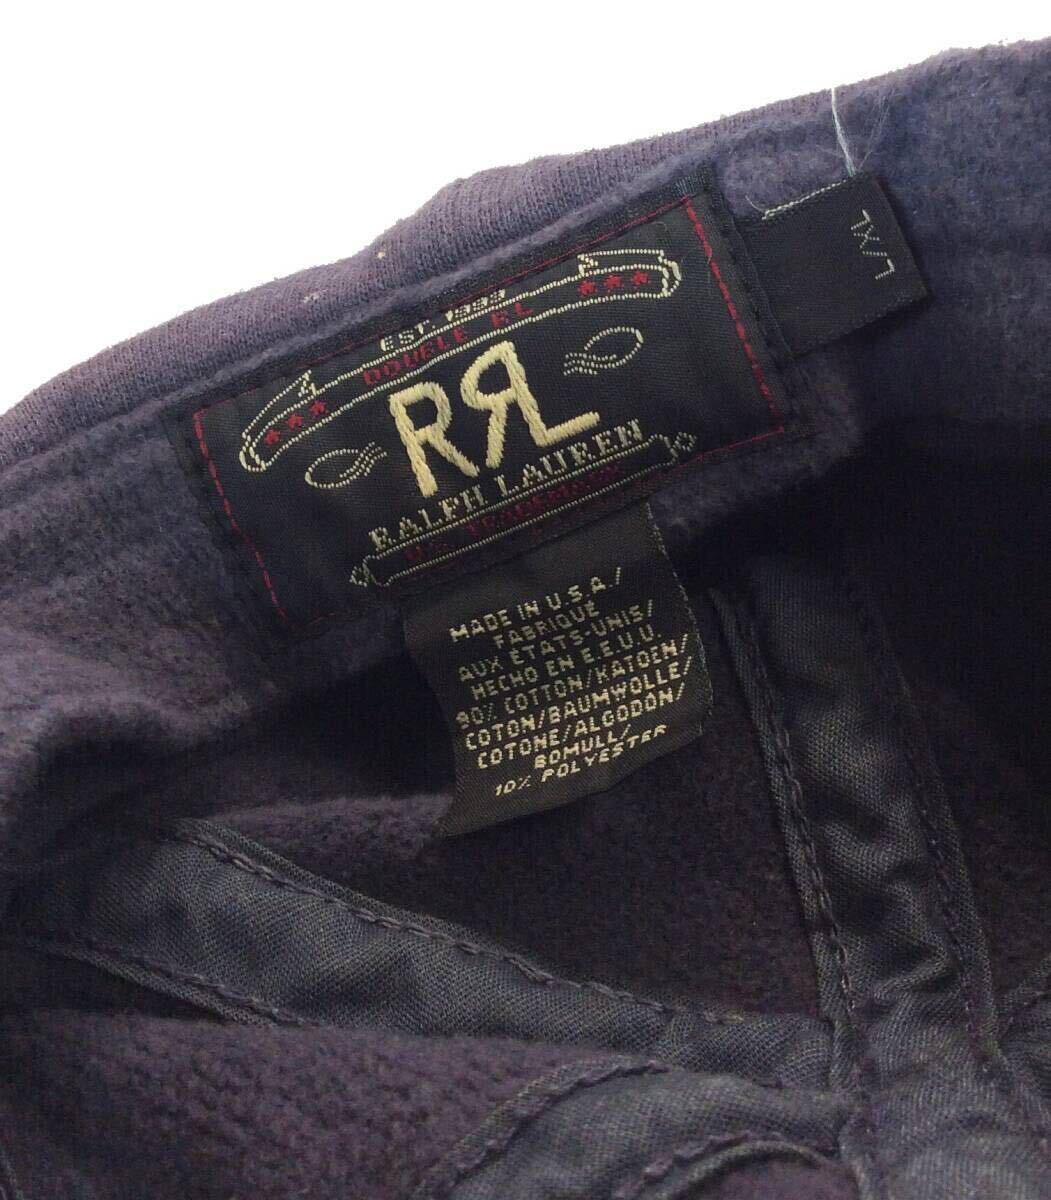 EST. 1993
DOUBLE RL
RRL
RALPH LAUREN
U.S. TRADEMARK
L/XL
MADE IN U.S.A./
FABRIQUÉ
AUX ÉTATS-UNIS/
HECHO EN E.E.U.U.
90% COTTON/KATOEN/
COTON/BAUMWOLLE/
COTONE/ALGODÓN/
BOMULL/
10% POLYESTER